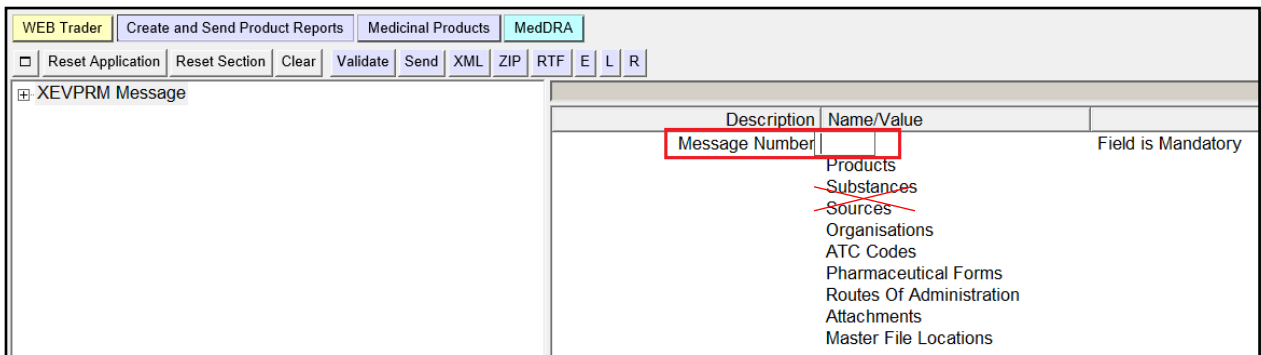 WEB Trader Create and Send Product Reports Medicinal Products MedDRA
Reset Application Reset Section Clear Validate Send XML ZIP RTF E L R
XEVPRM Message
Description Name/Value
Message Number Field is Mandatory
Products
Substances
Sources
Organisations
ATC Codes
Pharmaceutical Forms
Routes Of Administration
Attachments
Master File Locations